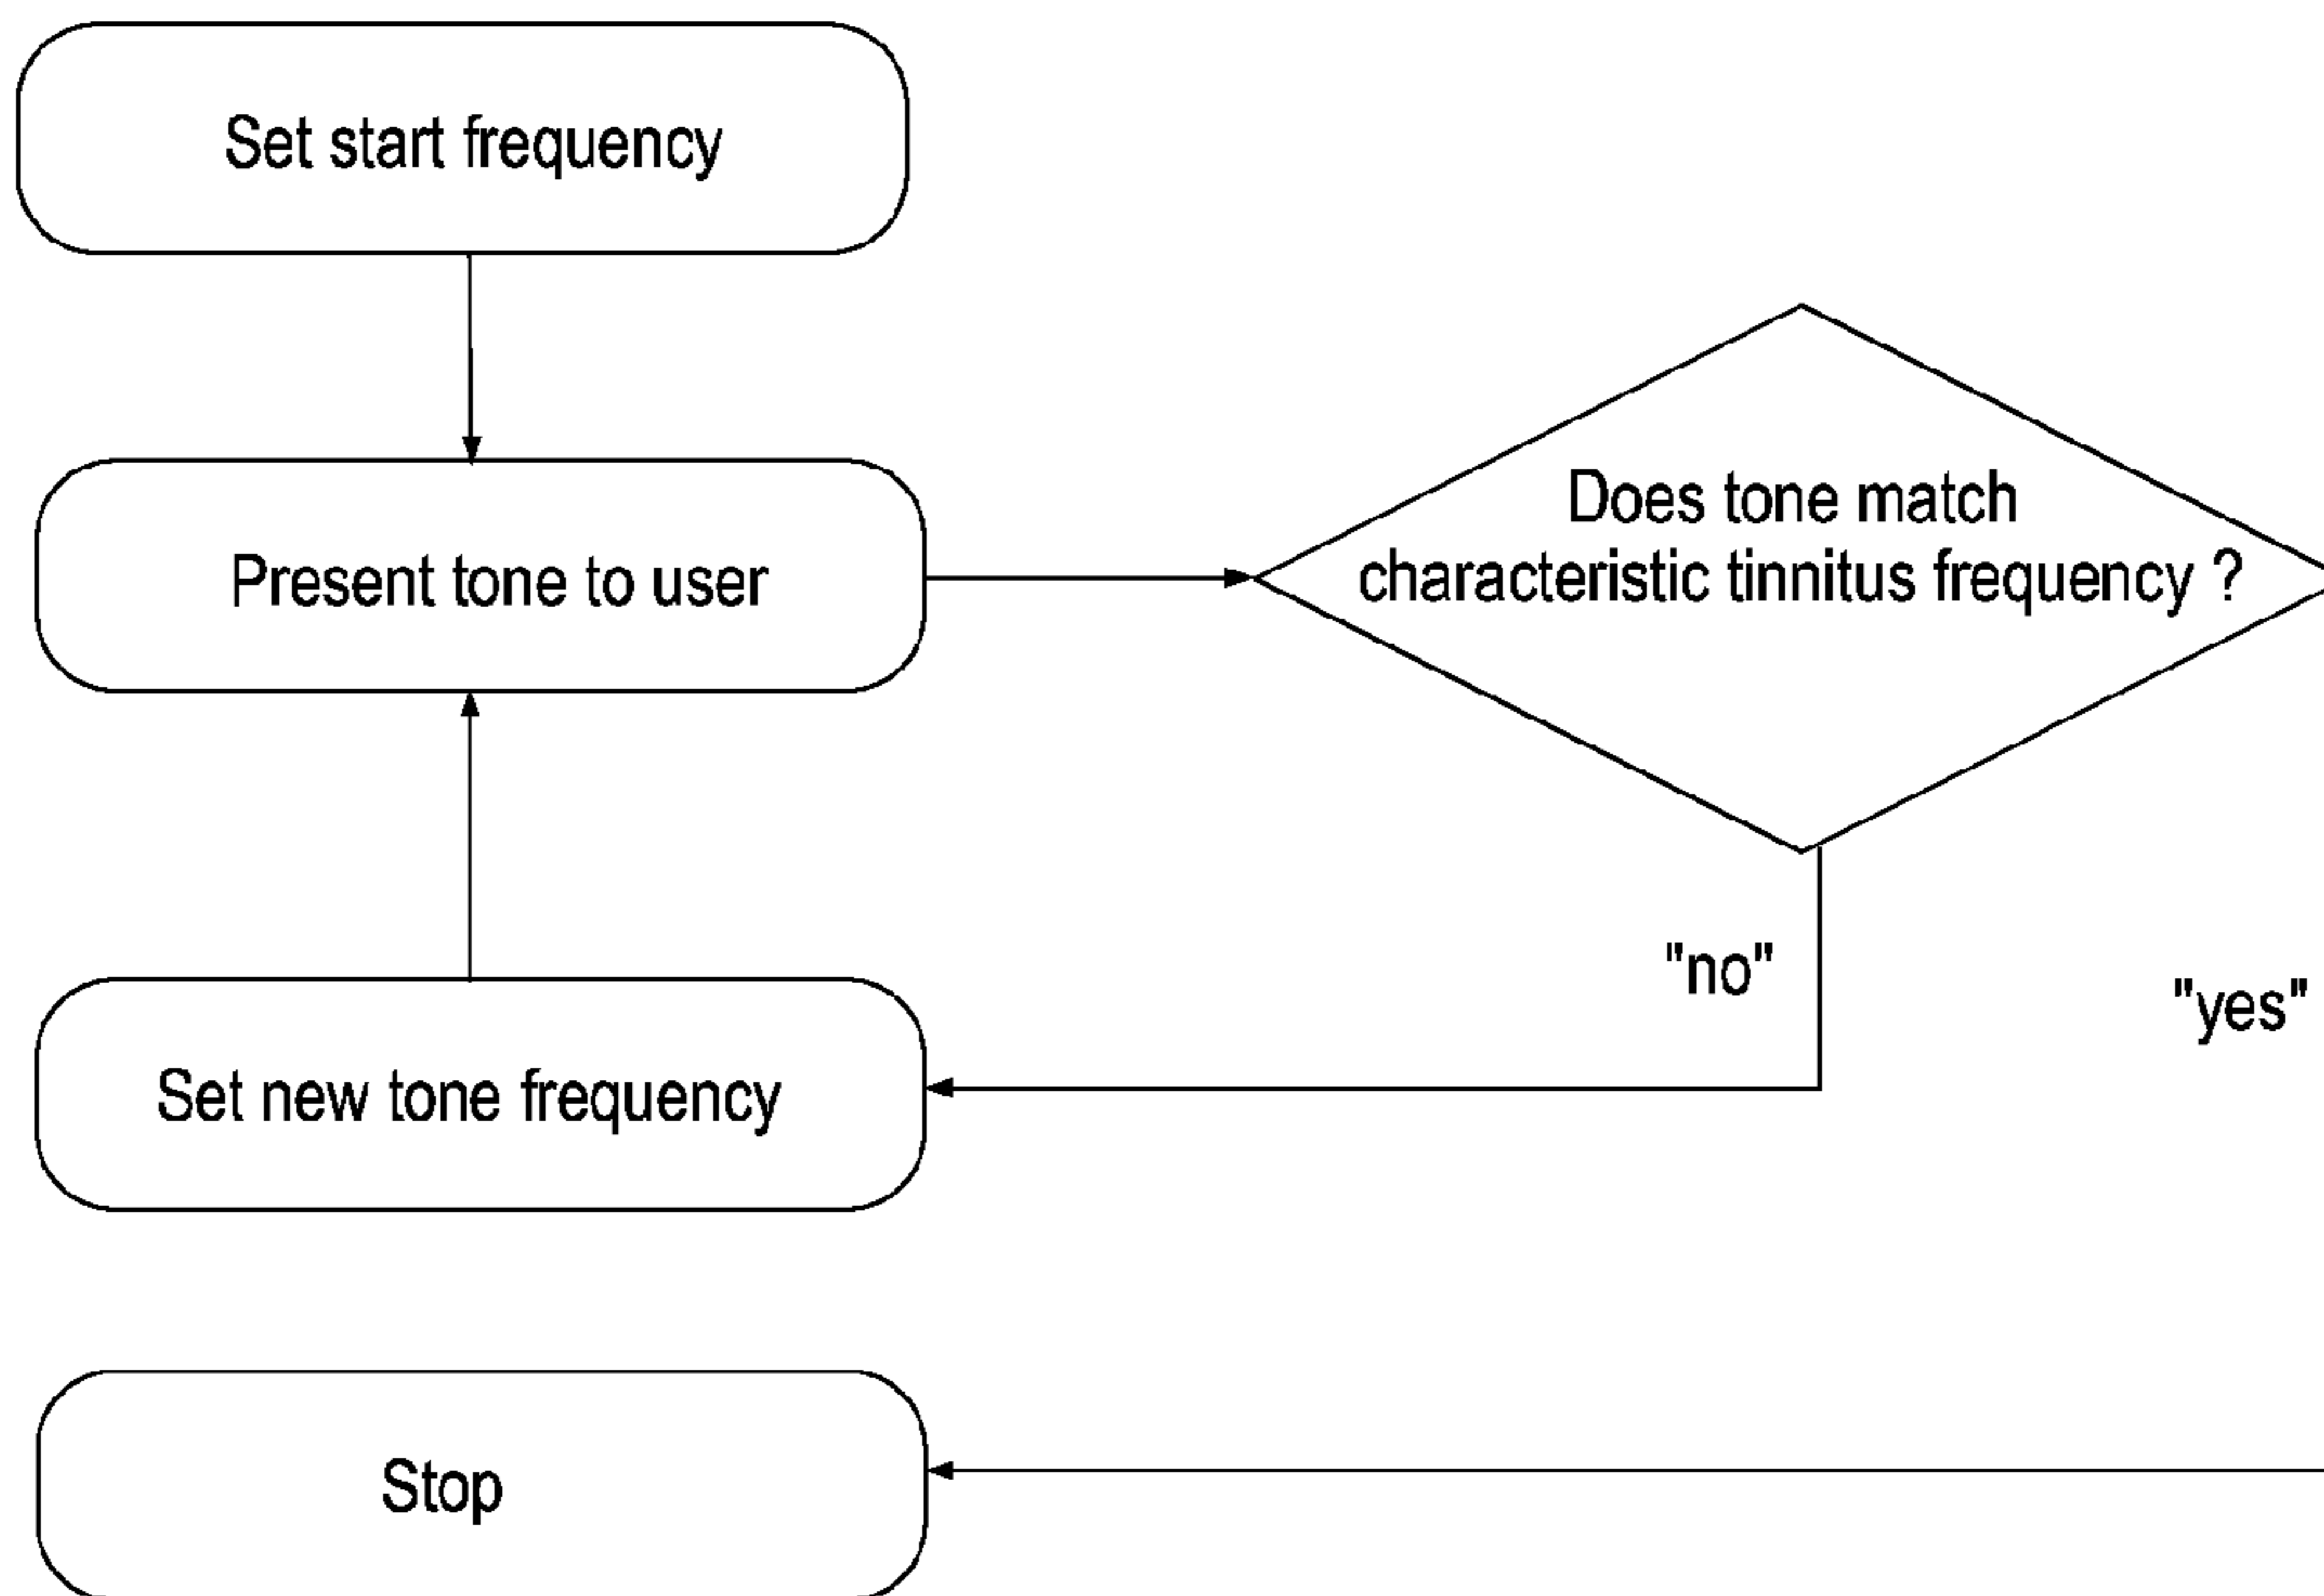 Set start frequency
Does tone match
characteristic tinnitus frequency ?
Present tone to user
"no"
"yes"
Set new tone frequency
Stop